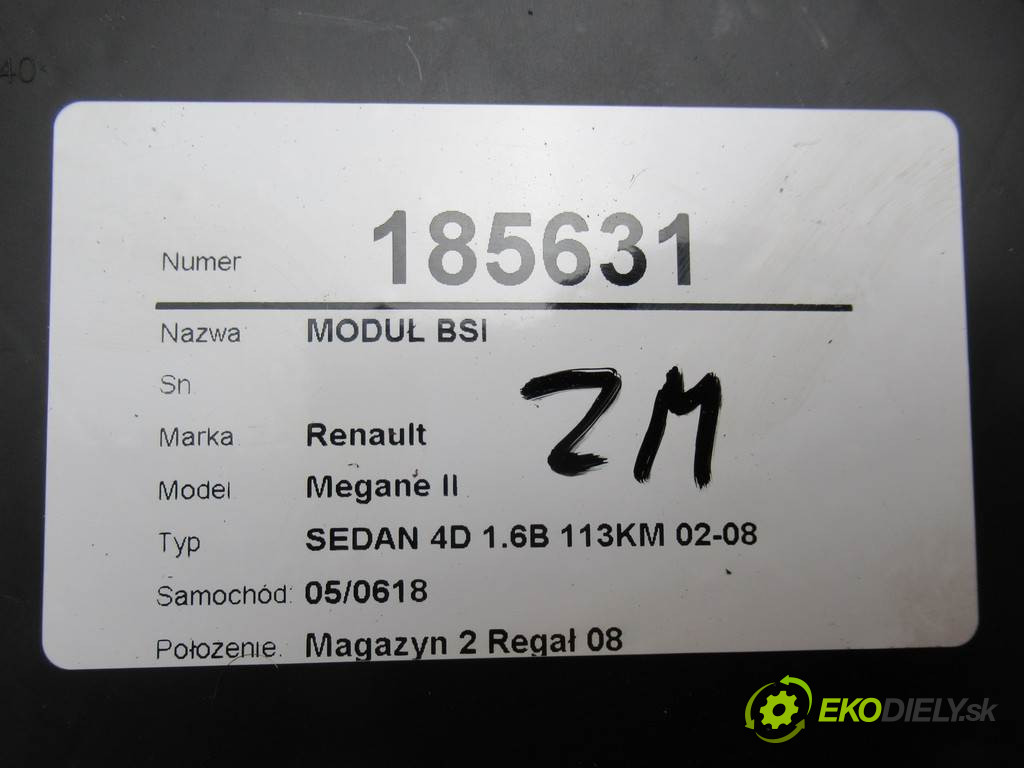 40
Numer 185631
Nazwa MODUŁ BSI
Sn
ZM
Marka Renault
Model Megane II
Typ SEDAN 4D 1.6B 113KM 02-08
Samochód: 05/0618
Położenie. Magazyn 2 Regał 08
EKODIELY.sk